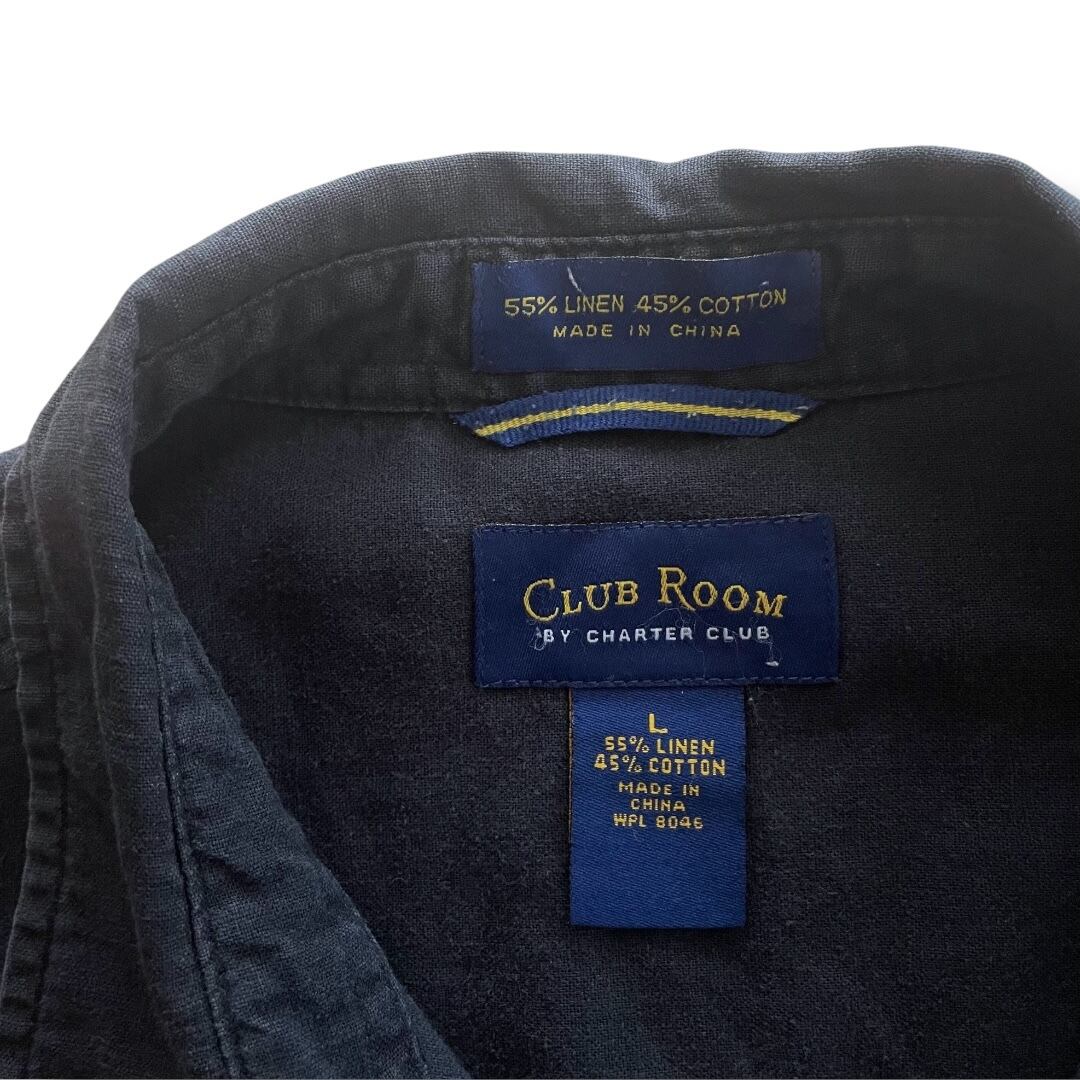 55% LINEN 45% COTTON
MADE IN CHINA
CLUB ROOM
BY CHARTER CLUB
L
55% LINEN
45% COTTON
MADE IN
CHINA
WPL 8046